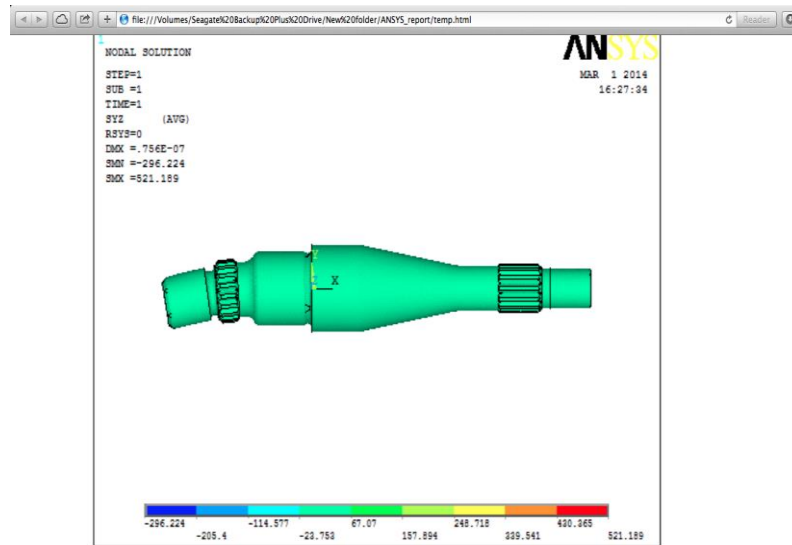 file:///Volumes/Seagate%20Backup%20Plus%20Drive/New%20folder/ANSYS_report/temp.html
Reader
1
NODAL SOLUTION
ANSYS
STEP=1
SUB =1
TIME=1
SYZ (AVG)
RSYS=0
DMX =.756E-07
SMN =-296.224
SMX =521.189
MAR 1 2014
16:27:34
X
-296.224
-205.4
-114.577
-23.753
67.07
157.894
248.718
339.541
430.365
521.189